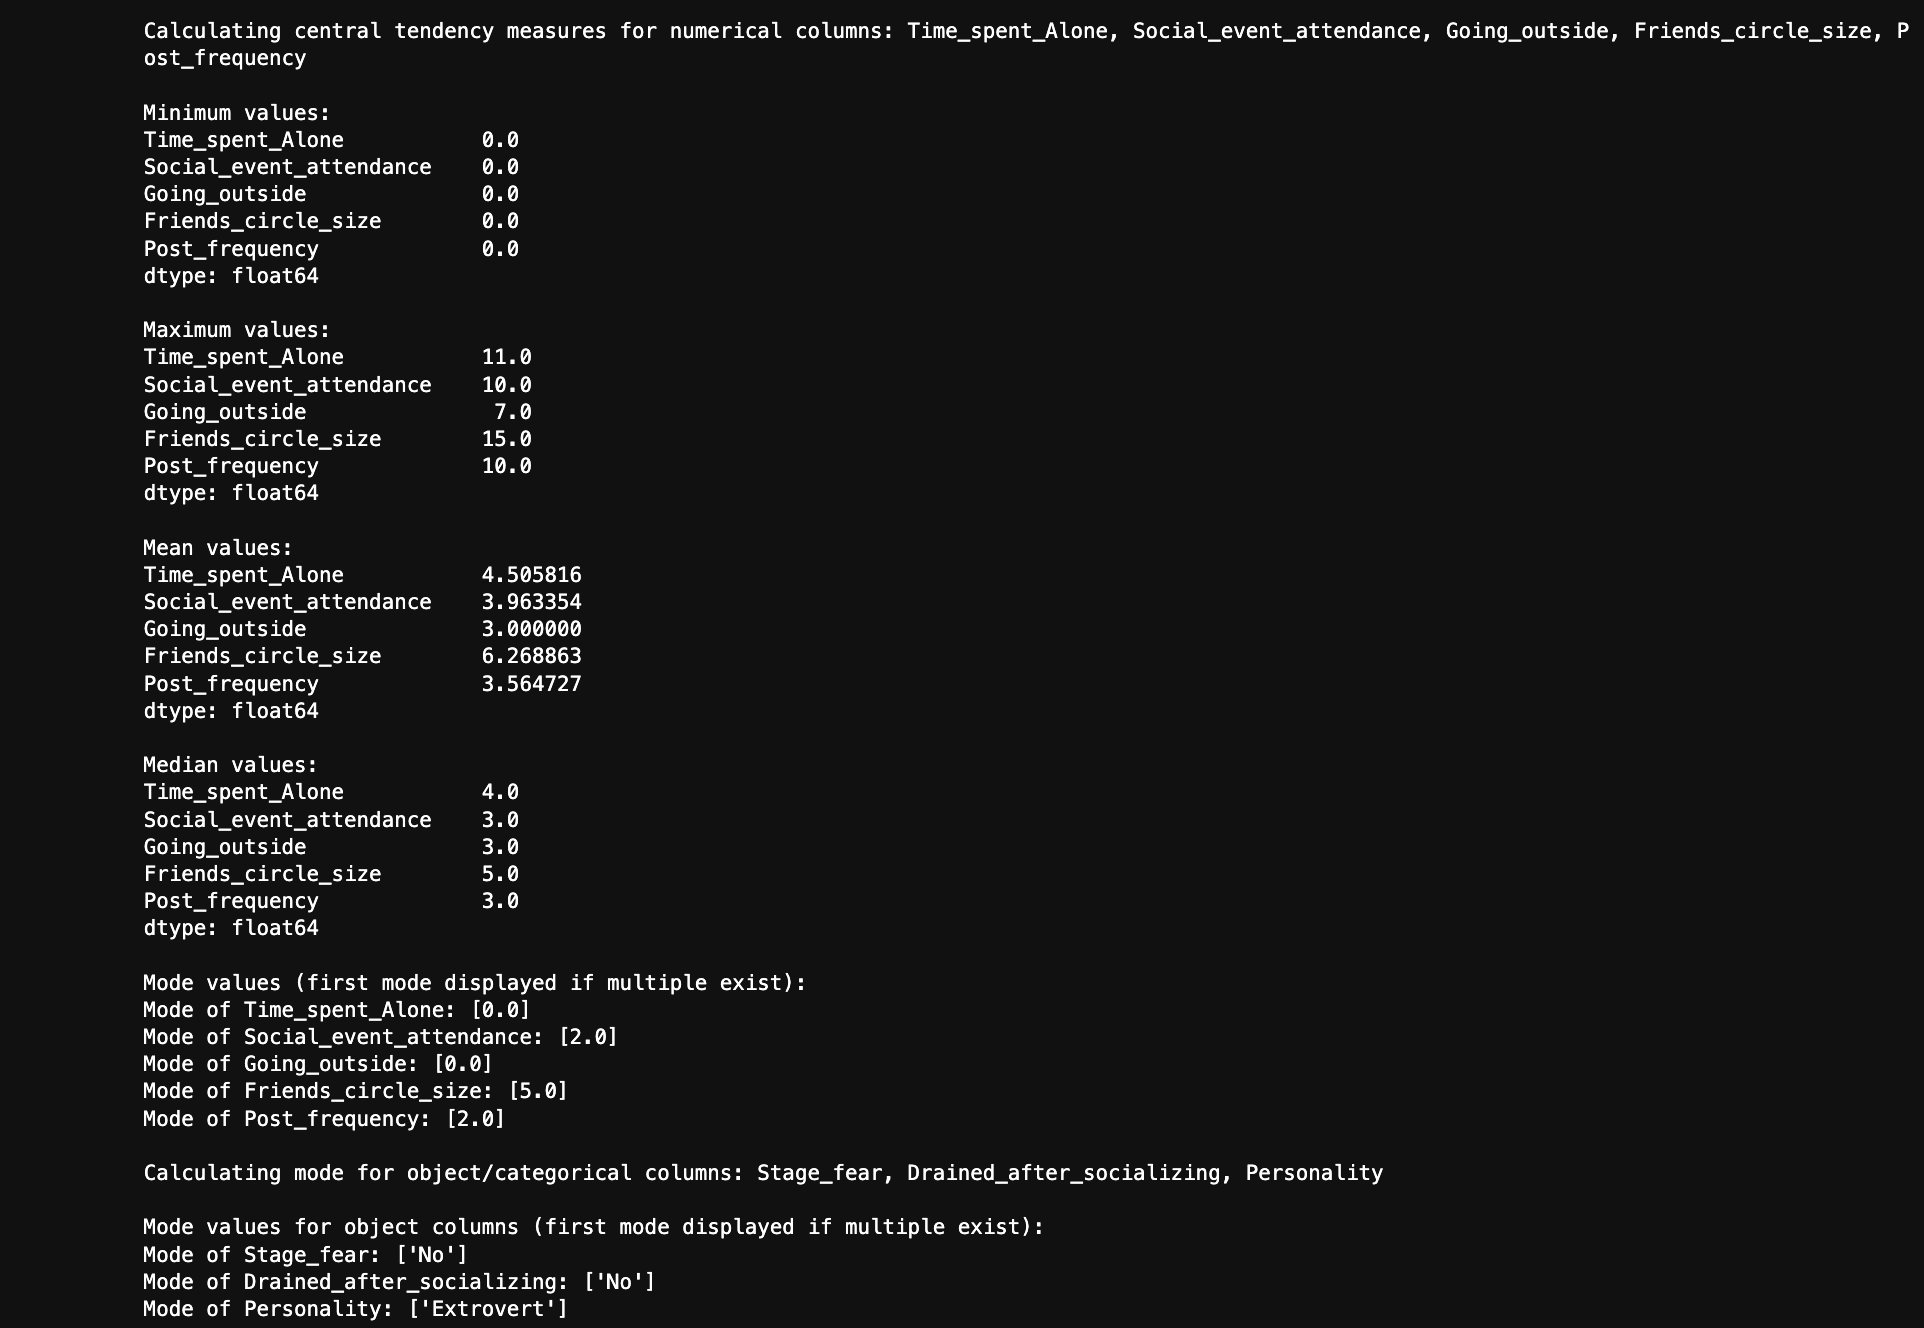 Calculating central tendency measures for numerical columns: Time_spent_Alone, Social_event_attendance, Going_outside, Friends_circle_size, P
ost_frequency

Minimum values:
Time_spent_Alone           0.0
Social_event_attendance    0.0
Going_outside              0.0
Friends_circle_size        0.0
Post_frequency             0.0
dtype: float64

Maximum values:
Time_spent_Alone           11.0
Social_event_attendance    10.0
Going_outside               7.0
Friends_circle_size        15.0
Post_frequency             10.0
dtype: float64

Mean values:
Time_spent_Alone           4.505816
Social_event_attendance    3.963354
Going_outside              3.000000
Friends_circle_size        6.268863
Post_frequency             3.564727
dtype: float64

Median values:
Time_spent_Alone           4.0
Social_event_attendance    3.0
Going_outside              3.0
Friends_circle_size        5.0
Post_frequency             3.0
dtype: float64

Mode values (first mode displayed if multiple exist):
Mode of Time_spent_Alone: [0.0]
Mode of Social_event_attendance: [2.0]
Mode of Going_outside: [0.0]
Mode of Friends_circle_size: [5.0]
Mode of Post_frequency: [2.0]

Calculating mode for object/categorical columns: Stage_fear, Drained_after_socializing, Personality

Mode values for object columns (first mode displayed if multiple exist):
Mode of Stage_fear: ['No']
Mode of Drained_after_socializing: ['No']
Mode of Personality: ['Extrovert']